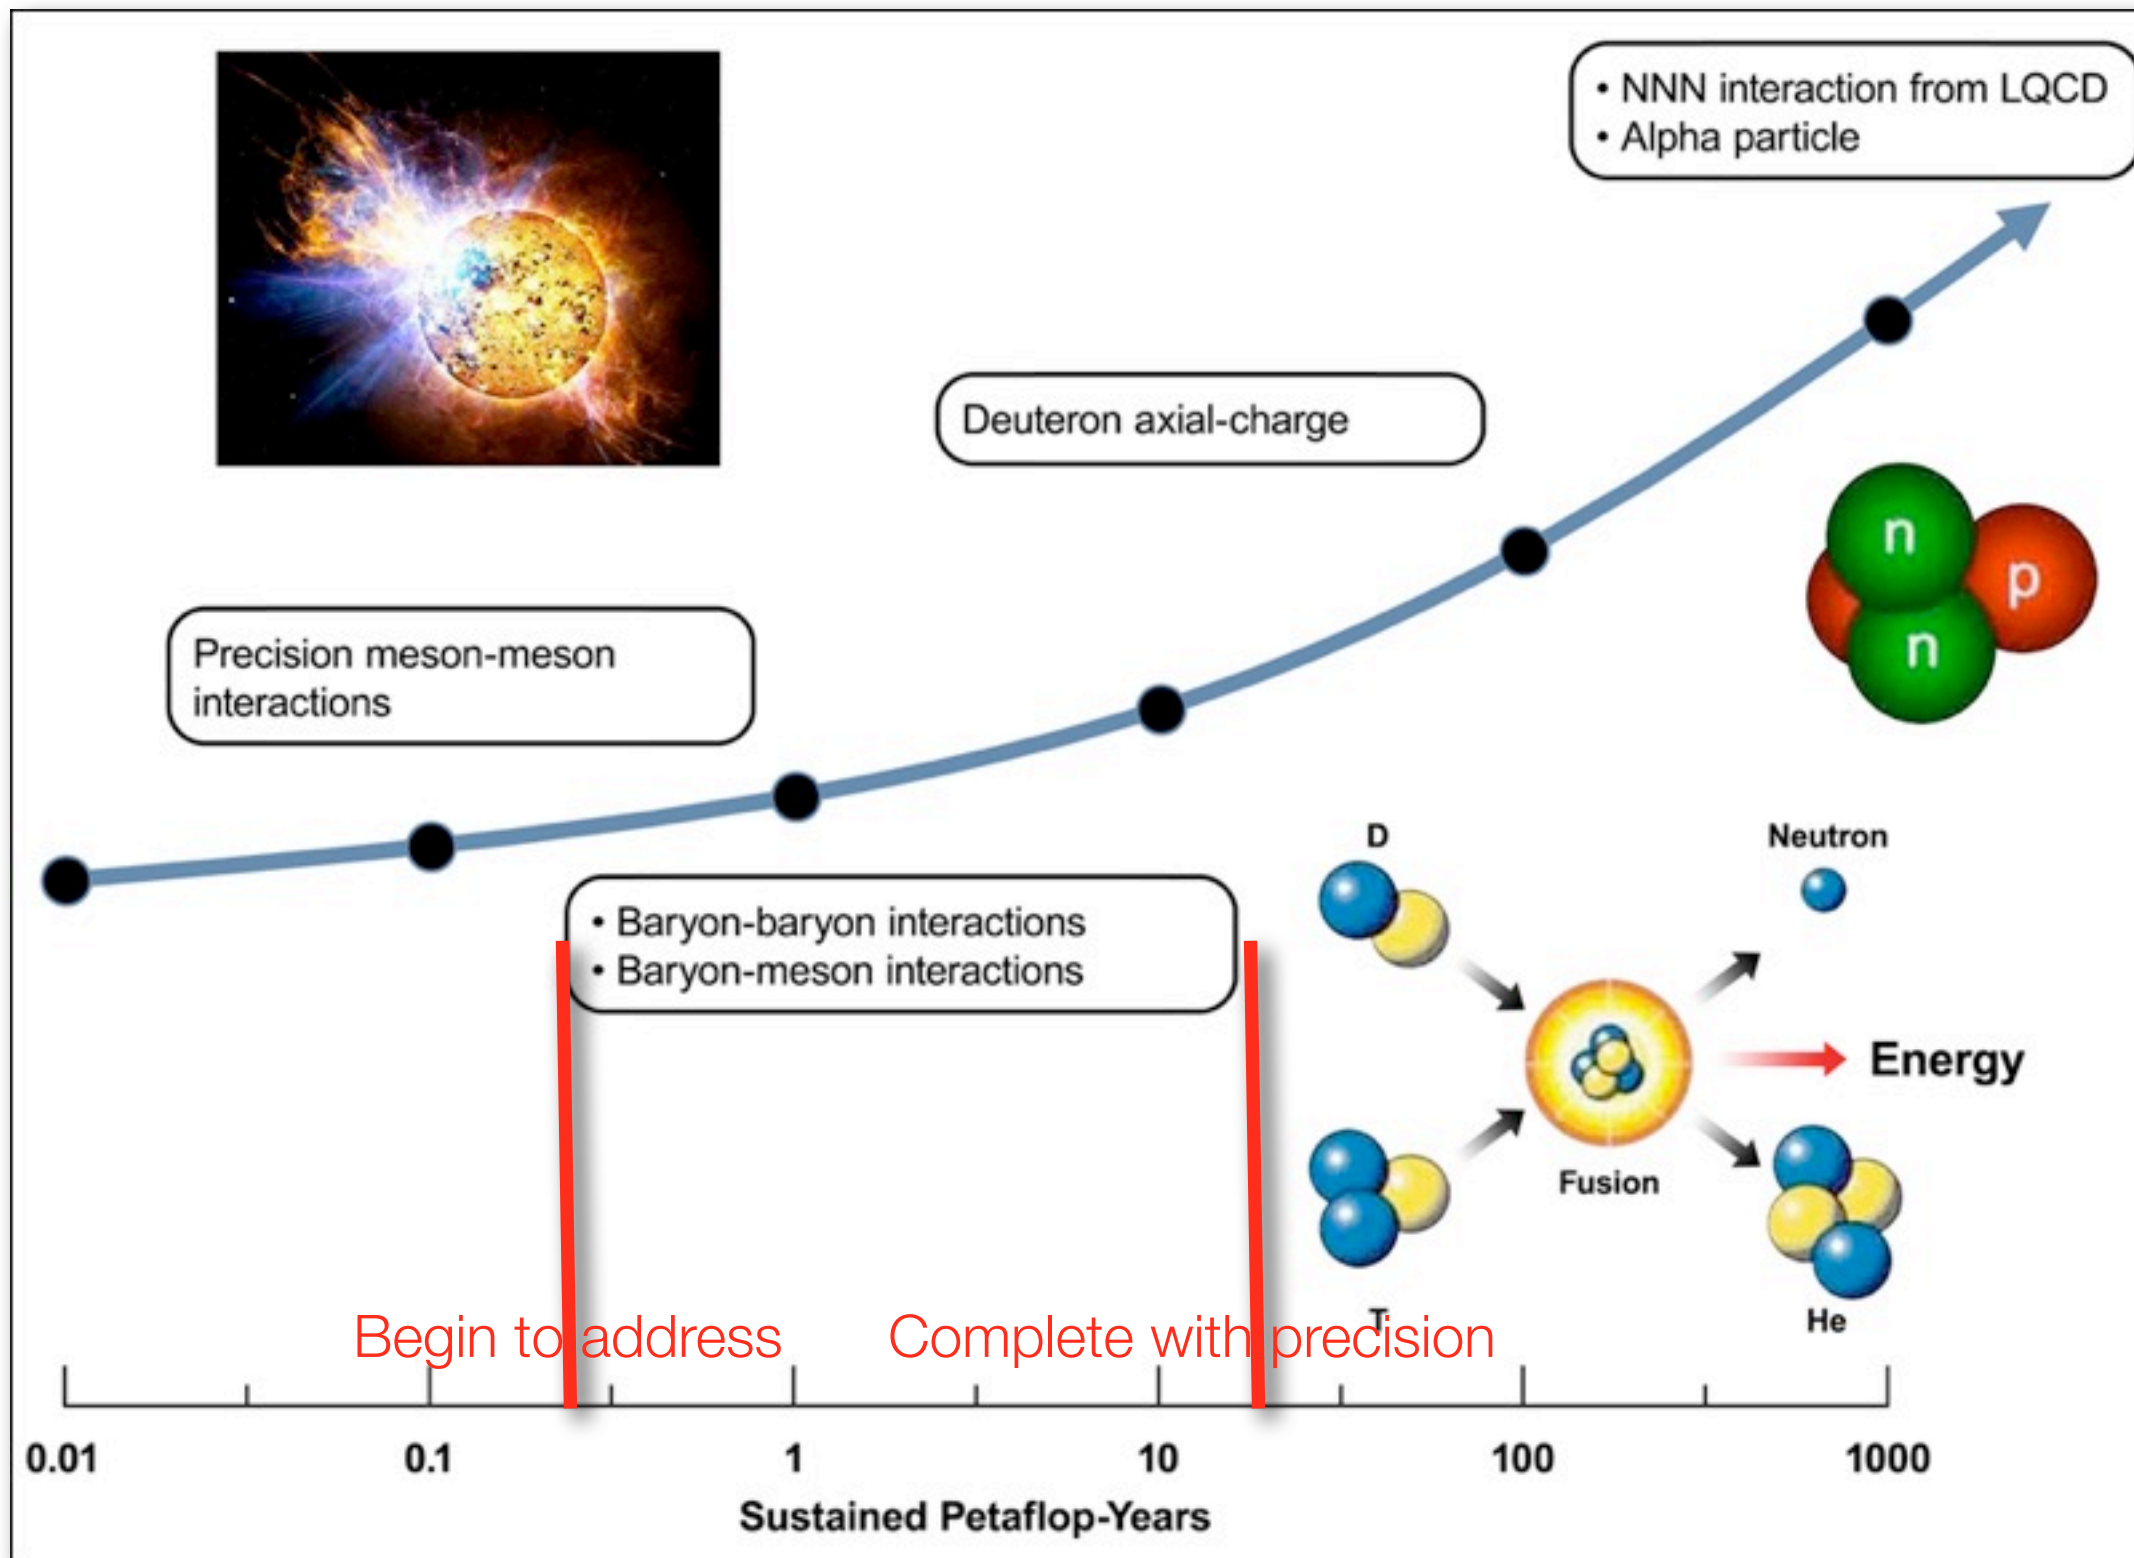 • NNN interaction from LQCD
• Alpha particle
Deuteron axial-charge
n
p
n
Precision meson-meson
interactions
• Baryon-baryon interactions
• Baryon-meson interactions
D
Neutron
Energy
Fusion
T
He
Begin to address
Complete with precision
0.01 0.1 1 10 100 1000
Sustained Petaflop-Years